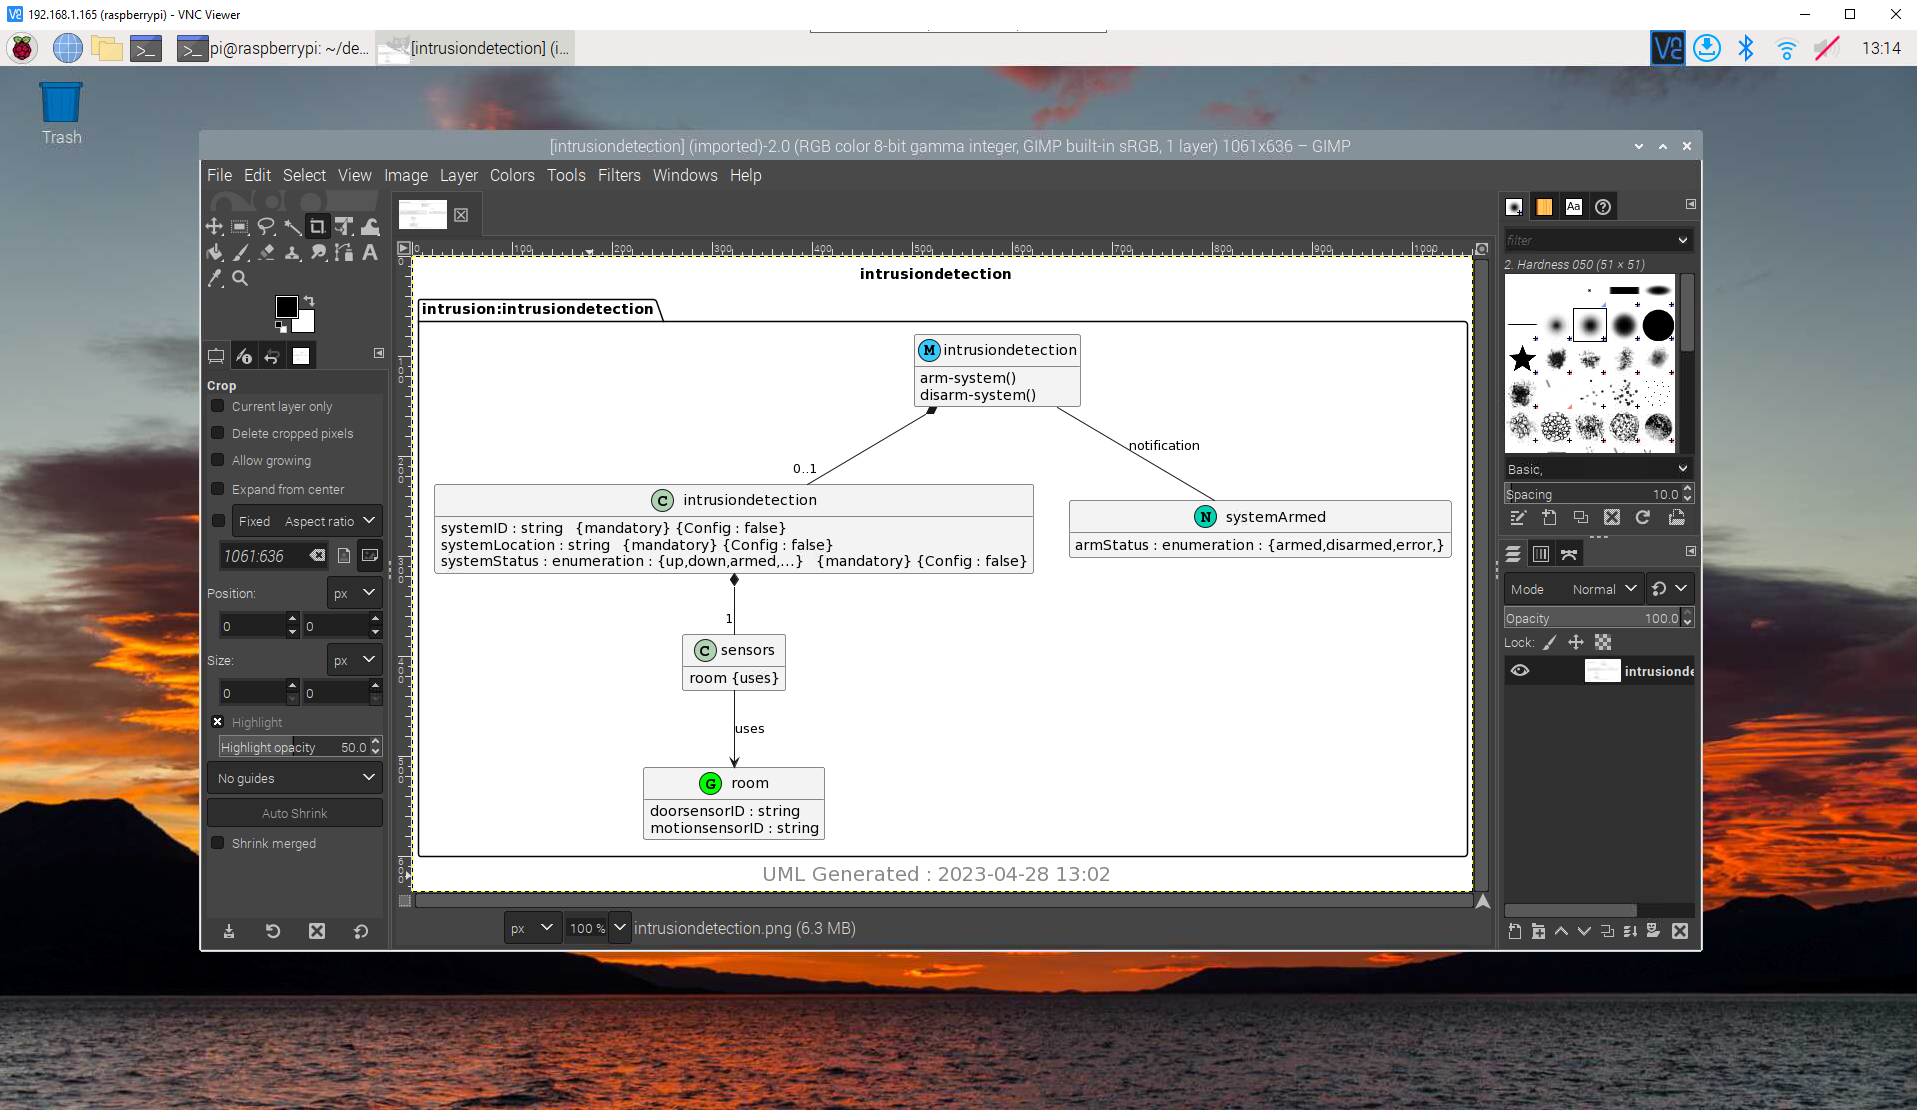 192.168.1.165 (raspberrypi) - VNC Viewer
pi@raspberrypi: ~/de...
[intrusiondetection] (i...
13:14
Trash
[intrusiondetection] (imported)-2.0 (RGB color 8-bit gamma integer, GIMP built-in sRGB, 1 layer) 1061x636 – GIMP
File Edit Select View Image Layer Colors Tools Filters Windows Help
0 100 200 300 400 500 600 700 800 900 1000
filter
2. Hardness 050 (51 × 51)
Basic,
Spacing 10.0
Mode Normal
Opacity 100.0
Lock:
intrusionde
Crop
Current layer only
Delete cropped pixels
Allow growing
Expand from center
Fixed Aspect ratio
1061:636
Position: px
0 0
Size: px
0 0
Highlight
Highlight opacity 50.0
No guides
Auto Shrink
Shrink merged
0
100
200
300
400
500
600
intrusiondetection
intrusion:intrusiondetection
M intrusiondetection
arm-system()
disarm-system()
0..1
notification
C intrusiondetection
systemID : string {mandatory} {Config : false}
systemLocation : string {mandatory} {Config : false}
systemStatus : enumeration : {up,down,armed,...} {mandatory} {Config : false}
N systemArmed
armStatus : enumeration : {armed,disarmed,error,}
1
C sensors
room {uses}
uses
G room
doorsensorID : string
motionsensorID : string
UML Generated : 2023-04-28 13:02
px 100 % intrusiondetection.png (6.3 MB)